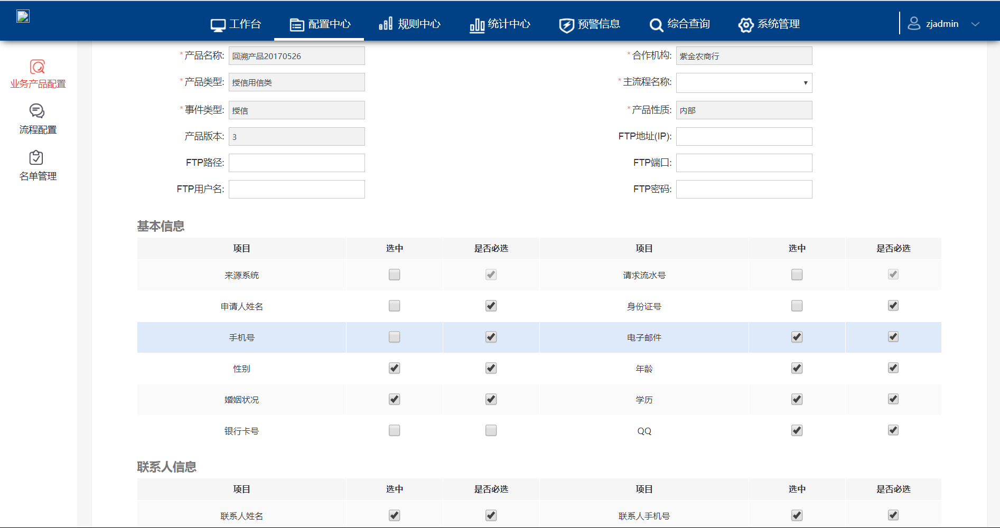 工作台 配置中心 规则中心 统计中心 预警信息 综合查询 系统管理 zjadmin
业务产品配置
流程配置
名单管理
*产品名称: 回溯产品20170526 *合作机构: 紫金农商行
*产品类型: 授信用信类 *主流程名称:
*事件类型: 授信 *产品性质: 内部
产品版本: 3 FTP地址(IP):
FTP路径: FTP端口:
FTP用户名: FTP密码:
基本信息
项目 选中 是否必选 项目 选中 是否必选
来源系统 请求流水号
申请人姓名 身份证号
手机号 电子邮件
性别 年龄
婚姻状况 学历
银行卡号 QQ
联系人信息
项目 选中 是否必选 项目 选中 是否必选
联系人姓名 联系人手机号